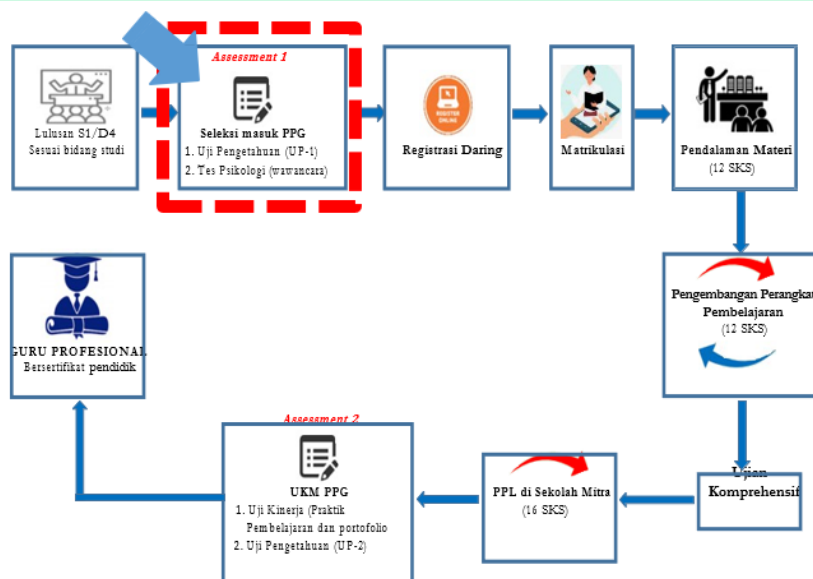 Assessment 1
Lulusan S1/D4
Sesuai bidang studi
Seleksi masuk PPG
1. Uji Pengetahuan (UP-1)
2. Tes Psikologi (wawancara)
REGISTER
ONLINE
Registrasi Daring
Matrikulasi
Pendalaman Materi
(12 SKS)
Pengembangan Perangkat
Pembelajaran
(12 SKS)
Ujian
Komprehensif
PPL di Sekolah Mitra
(16 SKS)
Assessment 2
UKM PPG
1. Uji Kinerja (Praktik
Pembelajaran dan portofolio
2. Uji Pengetahuan (UP-2)
GURU PROFESIONAL
Bersertifikat pendidik